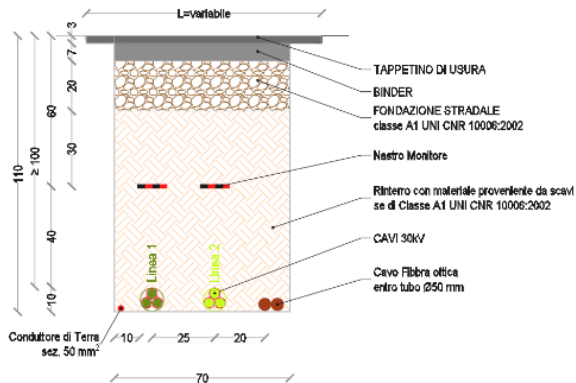 L=variabile
3
7
20
60
30
≥ 100
110
40
10
TAPPETINO DI USURA
BINDER
FONDAZIONE STRADALE
classe A1 UNI CNR 10006:2002
Nastro Monitore
Rinterro con materiale proveniente da scavi
se di Classe A1 UNI CNR 10006:2002
CAVI 30kV
Cavo Fibbra ottica
entro tubo Ø50 mm
Linea 1
Linea 2
Conduttore di Terra
sez. 50 mm²
10
25
20
70